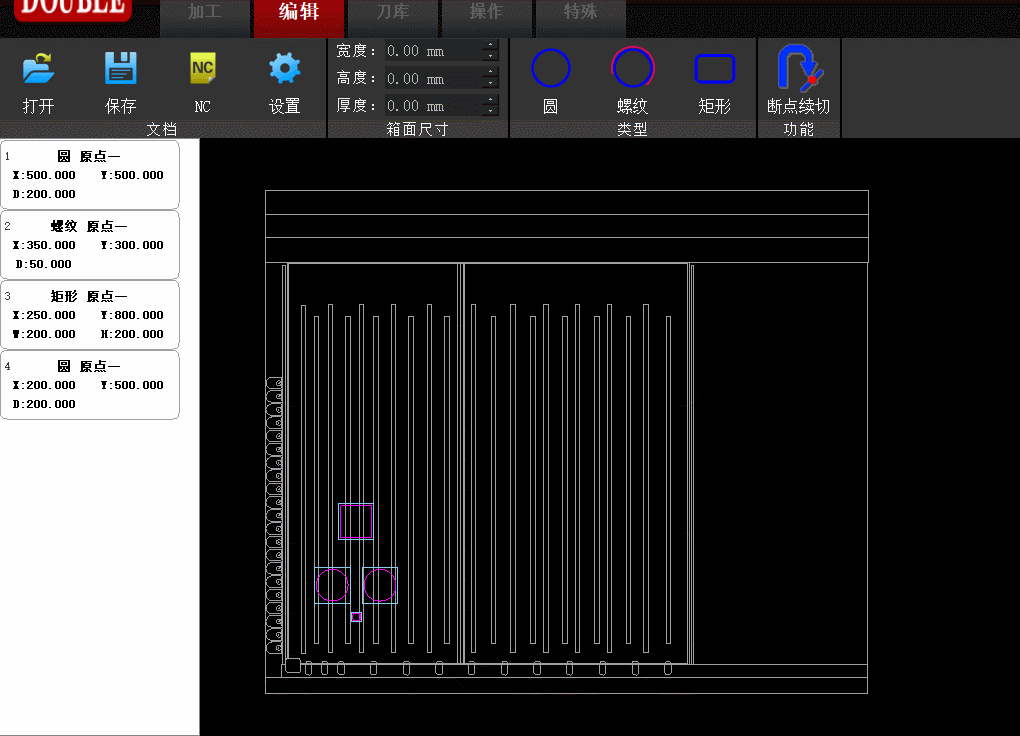 DOUBLE
加工 编辑 刀库 操作 特殊
宽度: 0.00 mm
高度: 0.00 mm
厚度: 0.00 mm
NC
打开 保存 NC 设置 圆 螺纹 矩形 断点续切
文档 箱面尺寸 类型 功能
1 圆 原点一
X:500.000 Y:500.000
D:200.000
2 螺纹 原点一
X:350.000 Y:300.000
D:50.000
3 矩形 原点一
X:250.000 Y:800.000
W:200.000 H:200.000
4 圆 原点一
X:200.000 Y:500.000
D:200.000